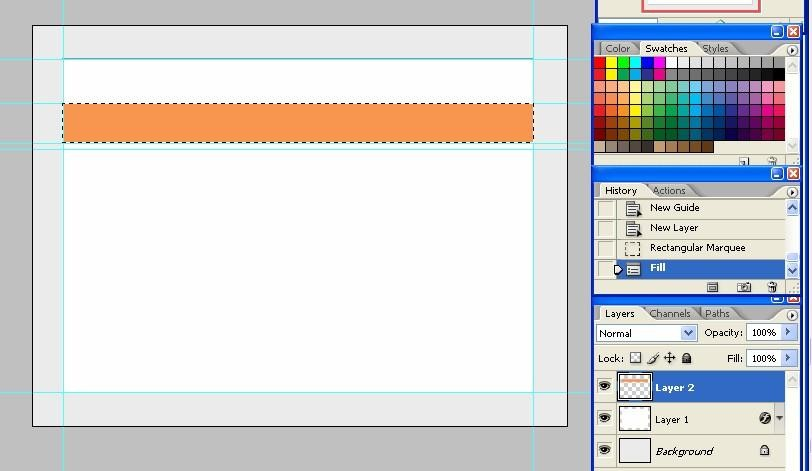 Color Swatches Styles
History Actions
New Guide
New Layer
Rectangular Marquee
Fill
Layers Channels Paths
Normal Opacity: 100%
Lock: Fill: 100%
Layer 2
Layer 1
Background